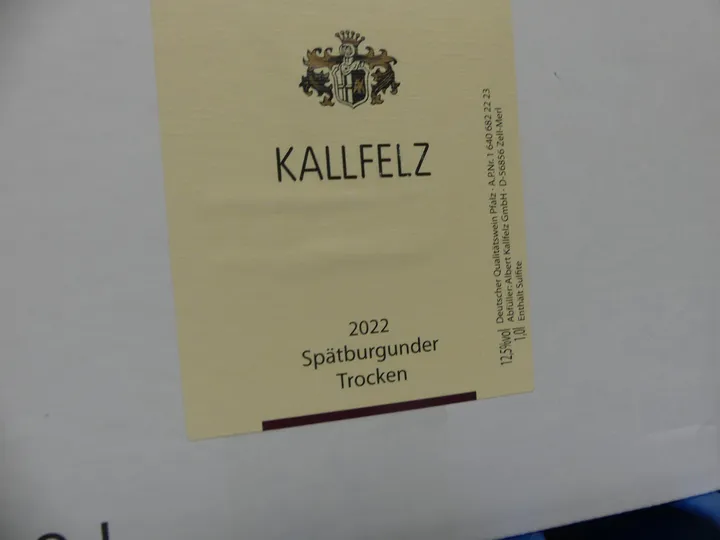 KALLFELZ
2022
Spätburgunder
Trocken
12,5%vol
1,0l
Deutscher Qualitätswein Pfalz · A.P.Nr. 1 640 682 22 23
Abfüller: Albert Kallfelz GmbH · D-56856 Zell-Merl
Enthält Sulfite